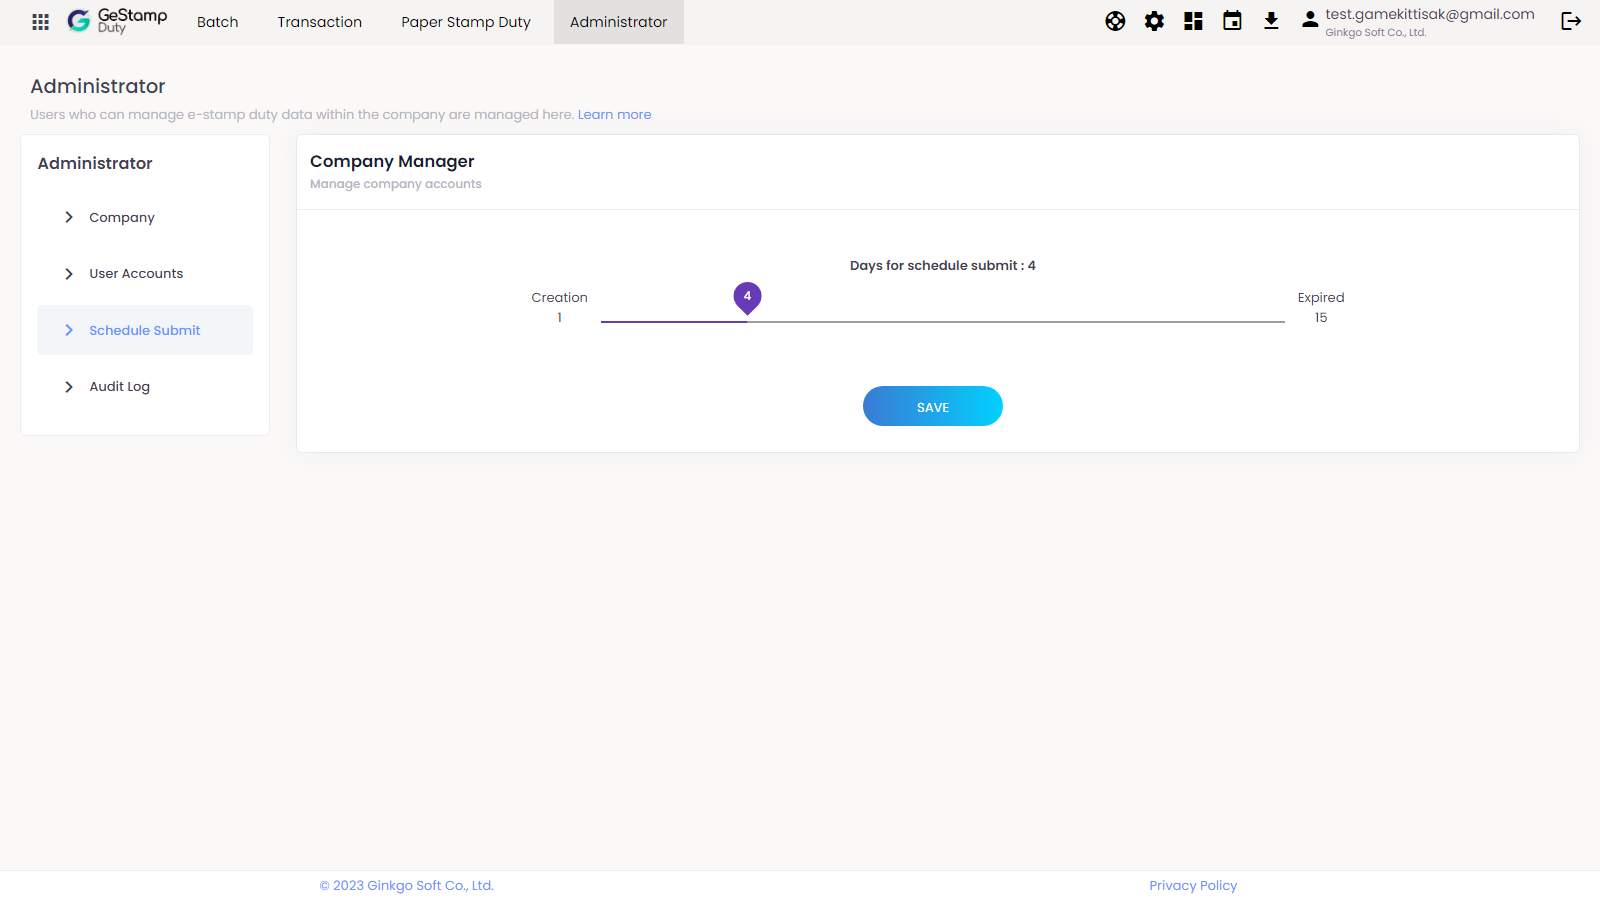 GeStamp
Duty
Batch
Transaction
Paper Stamp Duty
Administrator
test.gamekittisak@gmail.com
Ginkgo Soft Co., Ltd.
Administrator
Users who can manage e-stamp duty data within the company are managed here. Learn more
Administrator
Company
User Accounts
Schedule Submit
Audit Log
Company Manager
Manage company accounts
Days for schedule submit : 4
Creation
1
4
Expired
15
SAVE
© 2023 Ginkgo Soft Co., Ltd.
Privacy Policy